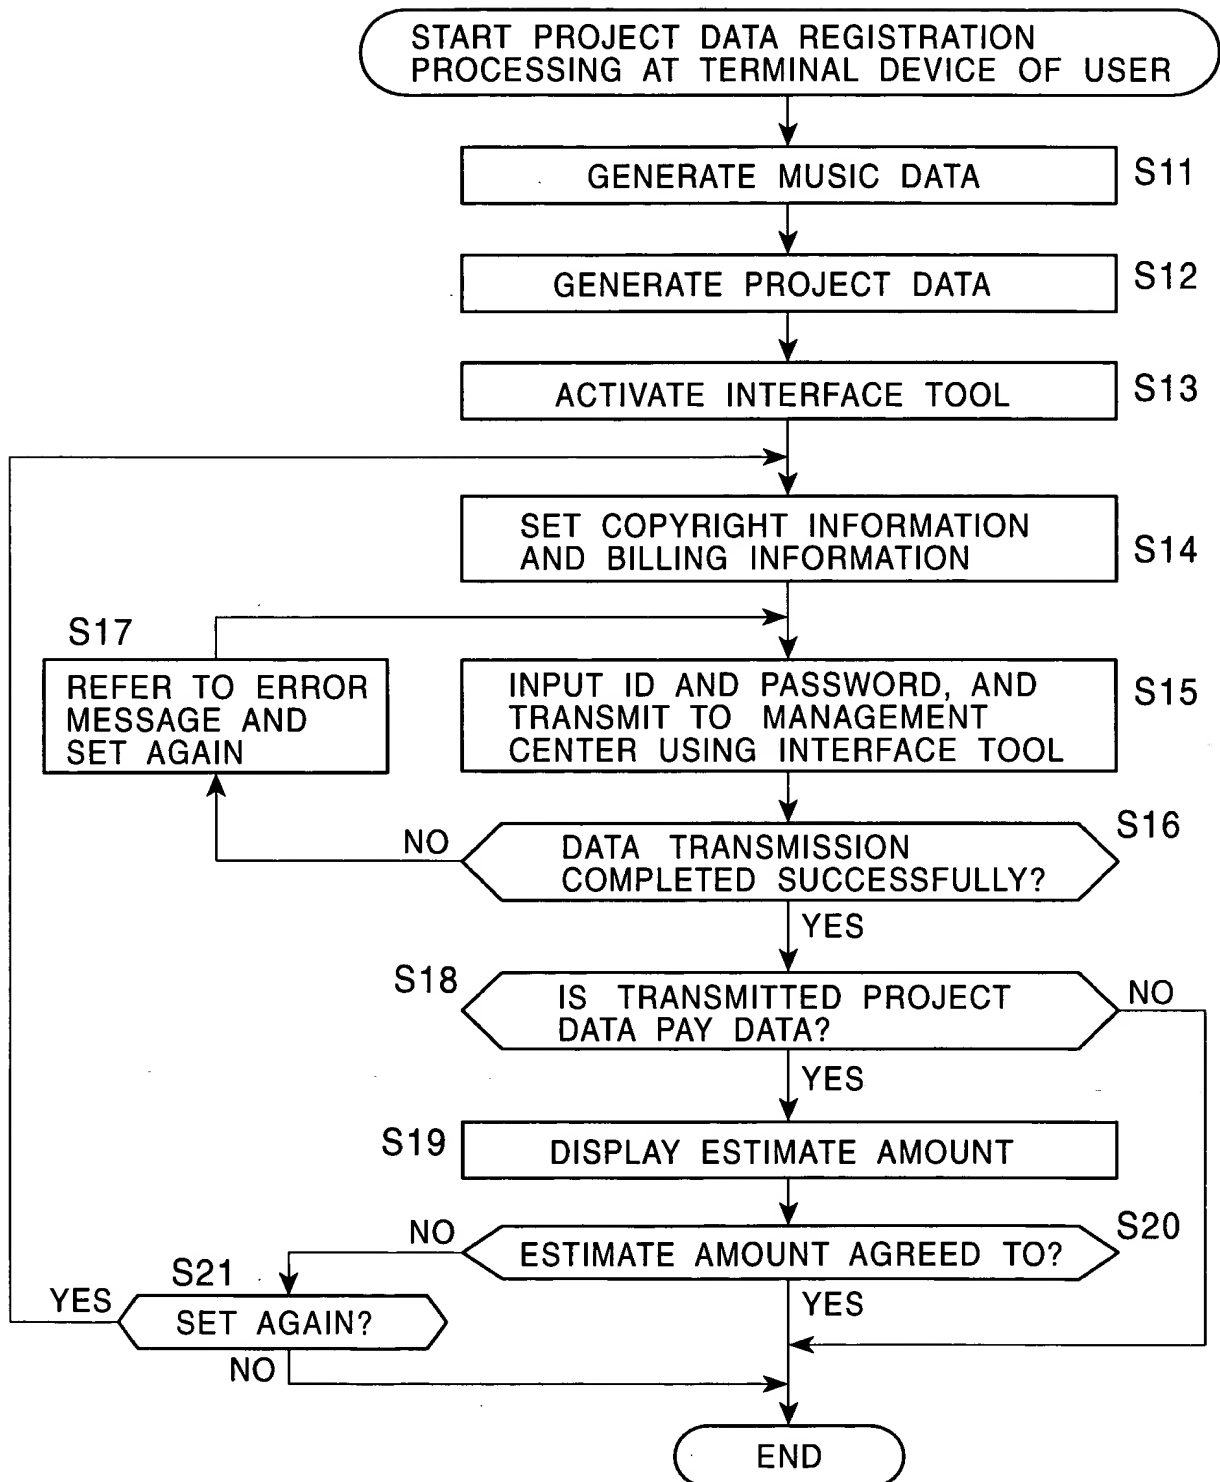 START PROJECT DATA REGISTRATION
PROCESSING AT TERMINAL DEVICE OF USER
GENERATE MUSIC DATA
S11
GENERATE PROJECT DATA
S12
ACTIVATE INTERFACE TOOL
S13
SET COPYRIGHT INFORMATION
AND BILLING INFORMATION
S14
S17
REFER TO ERROR
MESSAGE AND
SET AGAIN
INPUT ID AND PASSWORD, AND
TRANSMIT TO MANAGEMENT
CENTER USING INTERFACE TOOL
S15
NO
DATA TRANSMISSION
COMPLETED SUCCESSFULLY?
S16
YES
S18
IS TRANSMITTED PROJECT
DATA PAY DATA?
NO
YES
S19
DISPLAY ESTIMATE AMOUNT
NO
ESTIMATE AMOUNT AGREED TO?
S20
YES
S21
YES
SET AGAIN?
NO
END